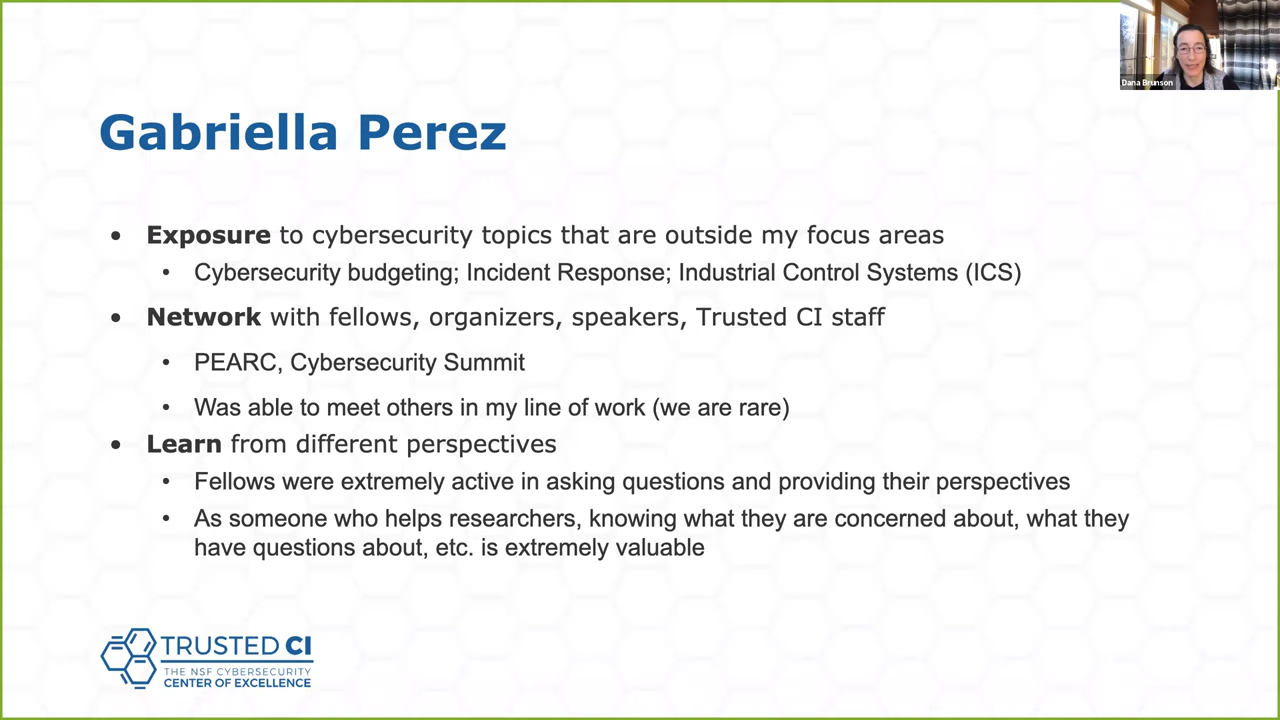 Dana Brunson
Gabriella Perez
• Exposure to cybersecurity topics that are outside my focus areas
• Cybersecurity budgeting; Incident Response; Industrial Control Systems (ICS)
• Network with fellows, organizers, speakers, Trusted CI staff
• PEARC, Cybersecurity Summit
• Was able to meet others in my line of work (we are rare)
• Learn from different perspectives
• Fellows were extremely active in asking questions and providing their perspectives
• As someone who helps researchers, knowing what they are concerned about, what they
have questions about, etc. is extremely valuable
TRUSTED CI
THE NSF CYBERSECURITY
CENTER OF EXCELLENCE